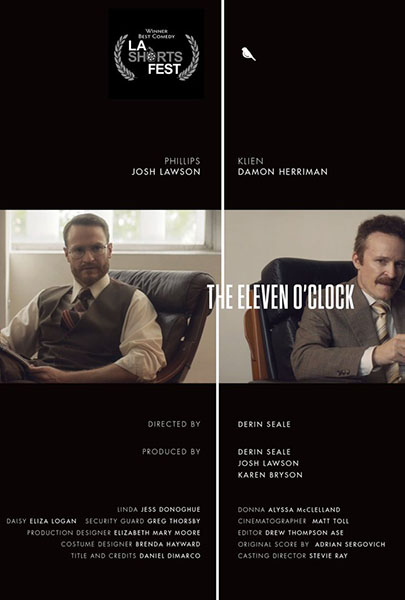 WINNER
BEST COMEDY
LA
SHORTS
FEST
PHILLIPS
JOSH LAWSON
KLIEN
DAMON HERRIMAN
THE ELEVEN O'CLOCK
DIRECTED BY DERIN SEALE
PRODUCED BY DERIN SEALE
JOSH LAWSON
KAREN BRYSON
LINDA JESS DONOGHUE
DAISY ELIZA LOGAN SECURITY GUARD GREG THORSBY
PRODUCTION DESIGNER ELIZABETH MARY MOORE
COSTUME DESIGNER BRENDA HAYWARD
TITLE AND CREDITS DANIEL DIMARCO
DONNA ALYSSA McCLELLAND
CINEMATOGRAPHER MATT TOLL
EDITOR DREW THOMPSON ASE
ORIGINAL SCORE BY ADRIAN SERGOVICH
CASTING DIRECTOR STEVIE RAY